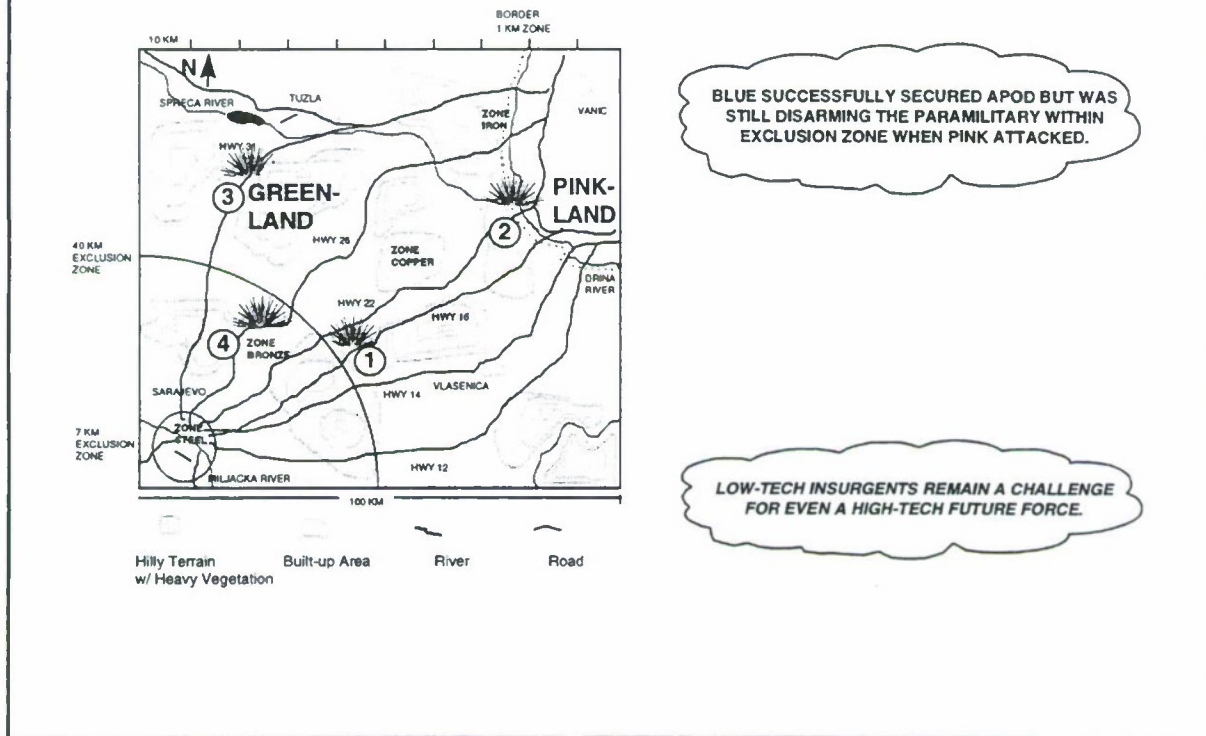 BORDER
1 KM ZONE
10 KM
N
SPRECA RIVER
TUZLA
ZONE
IRON
VANIC
HWY 31
3
GREEN-
LAND
PINK-
LAND
2
HWY 26
ZONE
COPPER
40 KM
EXCLUSION
ZONE
DRINA
RIVER
HWY 22
HWY 16
4
ZONE
BRONZE
1
SARAJEVO
HWY 14
VLASENICA
ZONE
STEEL
7 KM
EXCLUSION
ZONE
HWY 12
MILJACKA RIVER
100 KM
Hilly Terrain
w/ Heavy Vegetation
Built-up Area
River
Road
BLUE SUCCESSFULLY SECURED APOD BUT WAS
STILL DISARMING THE PARAMILITARY WITHIN
EXCLUSION ZONE WHEN PINK ATTACKED.
LOW-TECH INSURGENTS REMAIN A CHALLENGE
FOR EVEN A HIGH-TECH FUTURE FORCE.